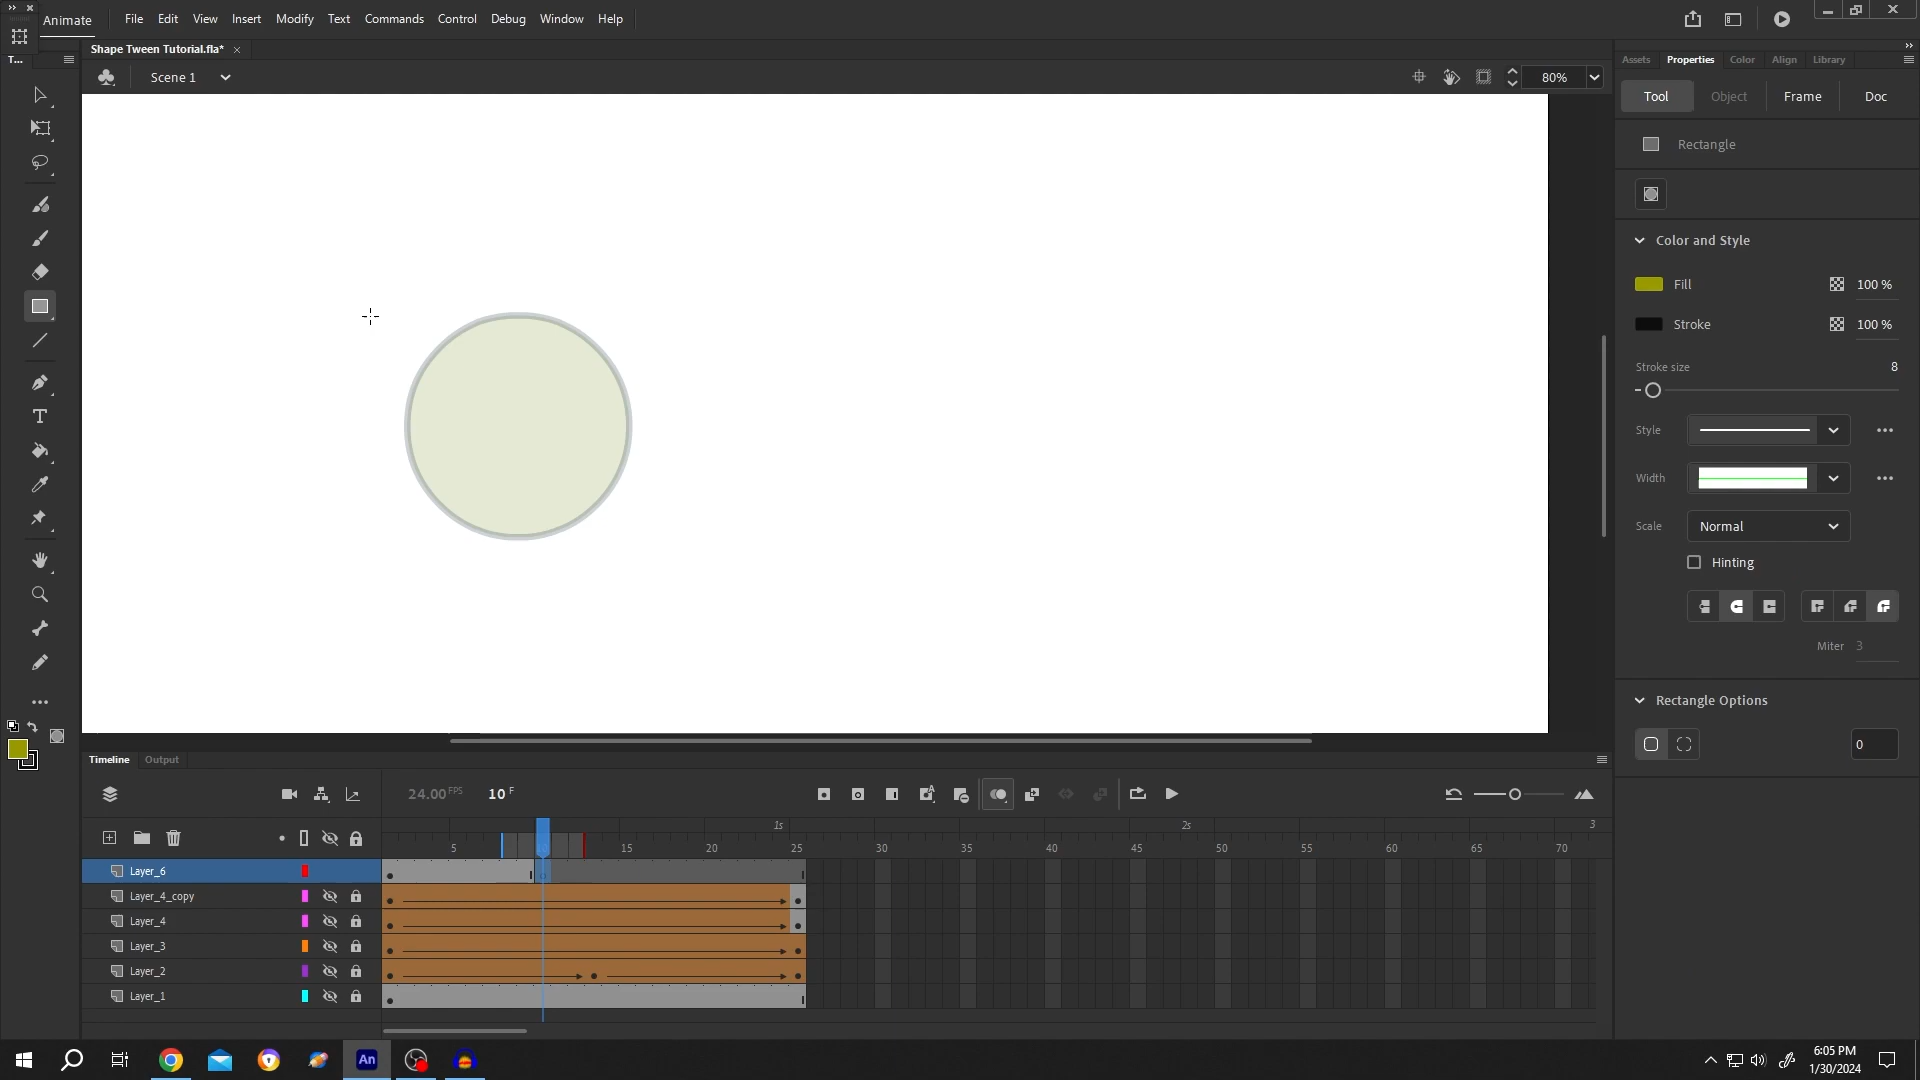 Animate File Edit View Insert Modify Text Commands Control Debug Window Help
T... Shape Tween Tutorial.fla* Assets Properties Color Align Library
Scene 1 80%
Tool Object Frame Doc
Rectangle
Color and Style
Fill 100 %
Stroke 100 %
Stroke size 8
Style
Width
Scale Normal
Hinting
Miter 3
Rectangle Options
0
T
Timeline Output
24.00 FPS 10 F
1s 2s 3
5 10 15 20 25 30 35 40 45 50 55 60 65 70
Layer_6
Layer_4_copy
Layer_4
Layer_3
Layer_2
Layer_1
An
6:05 PM
1/30/2024